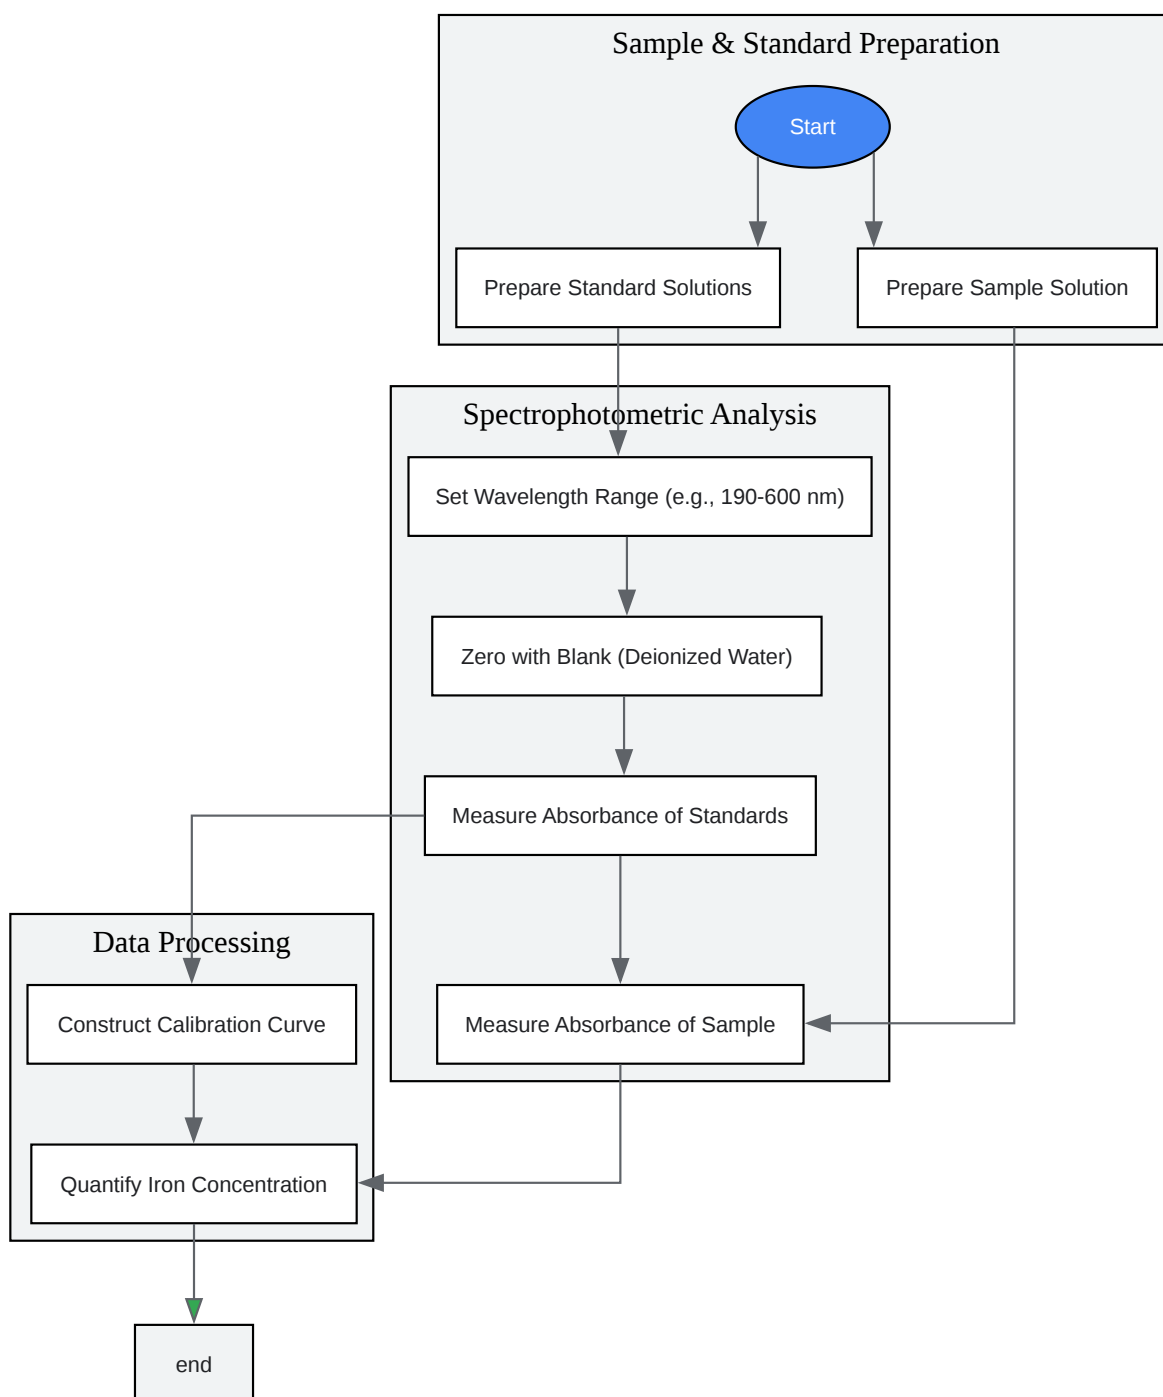 Sample & Standard Preparation
Start
Prepare Standard Solutions
Prepare Sample Solution
Spectrophotometric Analysis
Set Wavelength Range (e.g., 190-600 nm)
Zero with Blank (Deionized Water)
Measure Absorbance of Standards
Data Processing
Construct Calibration Curve
Measure Absorbance of Sample
Quantify Iron Concentration
end